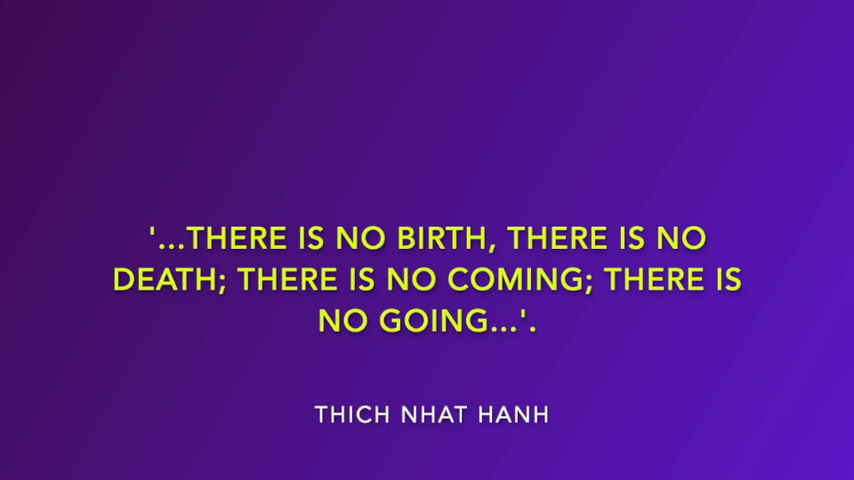 '...THERE IS NO BIRTH, THERE IS NO
DEATH; THERE IS NO COMING; THERE IS
NO GOING...'.
THICH NHAT HANH